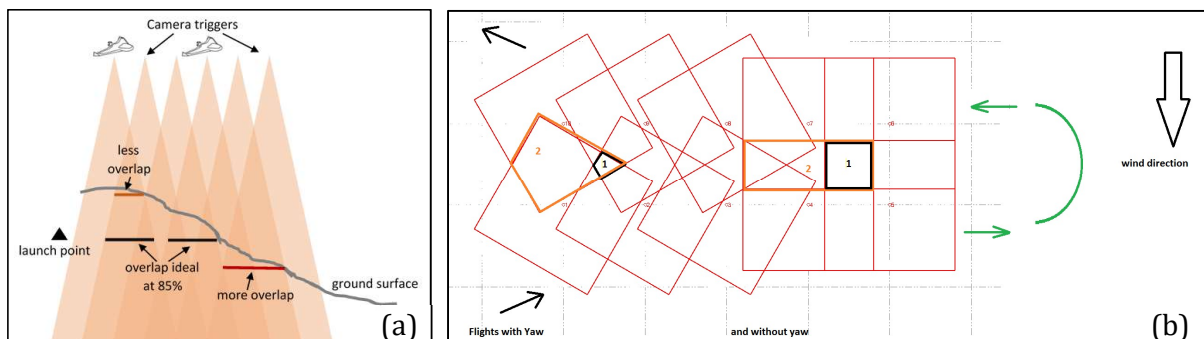 Camera triggers
less
overlap
launch point
overlap ideal
at 85%
more overlap
ground surface
(a)
2
1
2
1
wind direction
Flights with Yaw
and without yaw
(b)